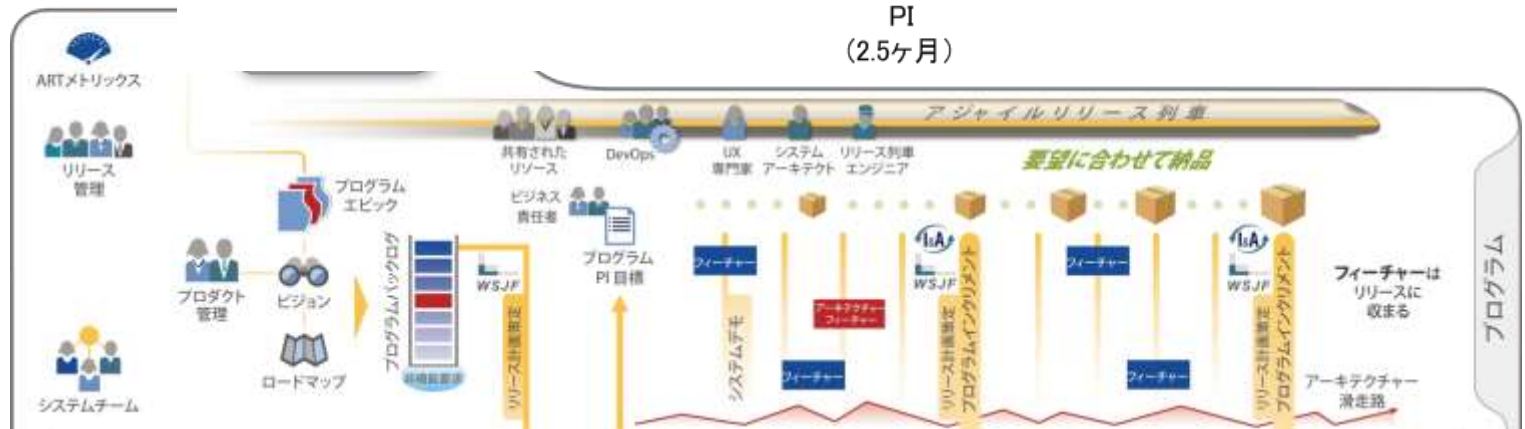 PI
（2.5ヶ月）
ARTメトリックス
リリース
管理
プロダクト
管理
システムチーム
プログラム
エピック
ビジョン
ロードマップ
プログラムバックログ
非機能要求
WSJF
リリース計画策定
アジャイルリリース列車
共有された
リソース
DevOps
UX
専門家
システム
アーキテクト
リリース列車
エンジニア
要望に合わせて納品
ビジネス
責任者
プログラム
PI 目標
フィーチャー
システムデモ
フィーチャー
アーキテクチャー
フィーチャー
I&A
WSJF
リリース計画策定
プログラムインクリメント
フィーチャー
フィーチャー
I&A
WSJF
リリース計画策定
プログラムインクリメント
フィーチャーは
リリースに
収まる
アーキテクチャー
滑走路
プログラム